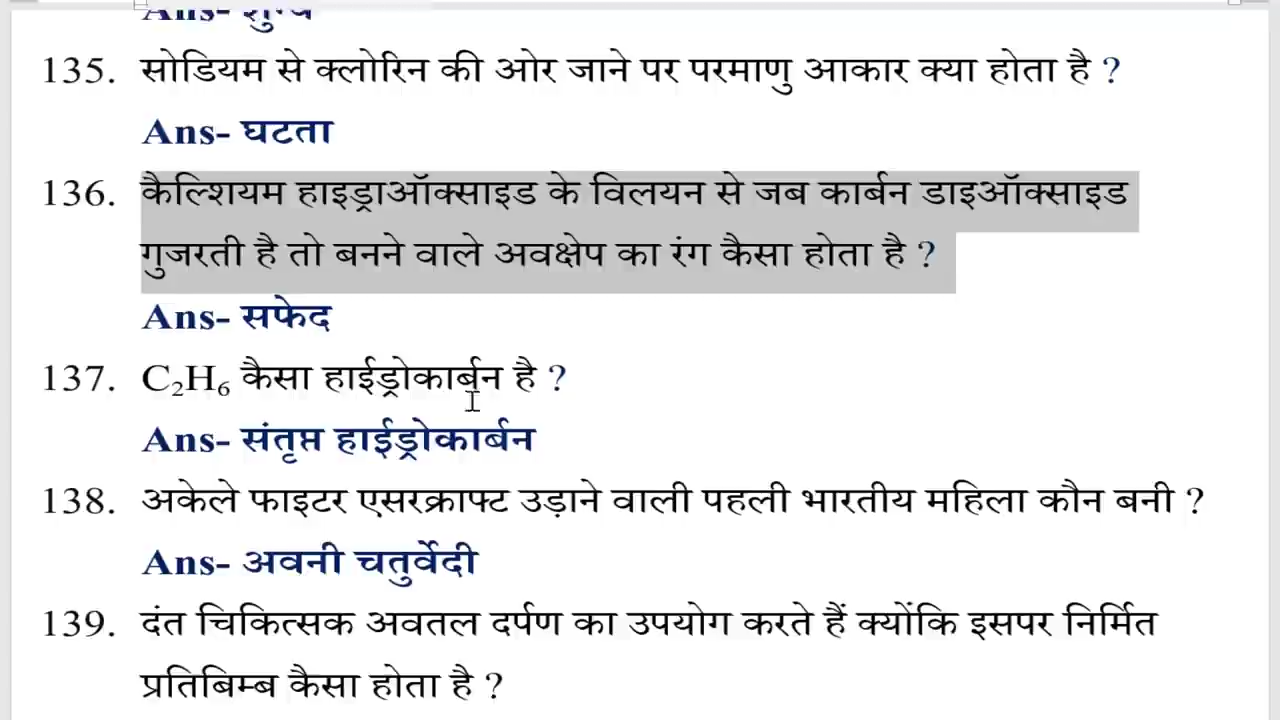 Ans- शुन्य
135. सोडियम से क्लोरिन की ओर जाने पर परमाणु आकार क्या होता है ?
Ans- घटता
136. कैल्शियम हाइड्राऑक्साइड के विलयन से जब कार्बन डाइऑक्साइड
गुजरती है तो बनने वाले अवक्षेप का रंग कैसा होता है ?
Ans- सफेद
137. C₂H₆ कैसा हाईड्रोकार्बन है ?
Ans- संतृप्त हाईड्रोकार्बन
138. अकेले फाइटर एसरक्राफ्ट उड़ाने वाली पहली भारतीय महिला कौन बनी ?
Ans- अवनी चतुर्वेदी
139. दंत चिकित्सक अवतल दर्पण का उपयोग करते हैं क्योंकि इसपर निर्मित
प्रतिबिम्ब कैसा होता है ?